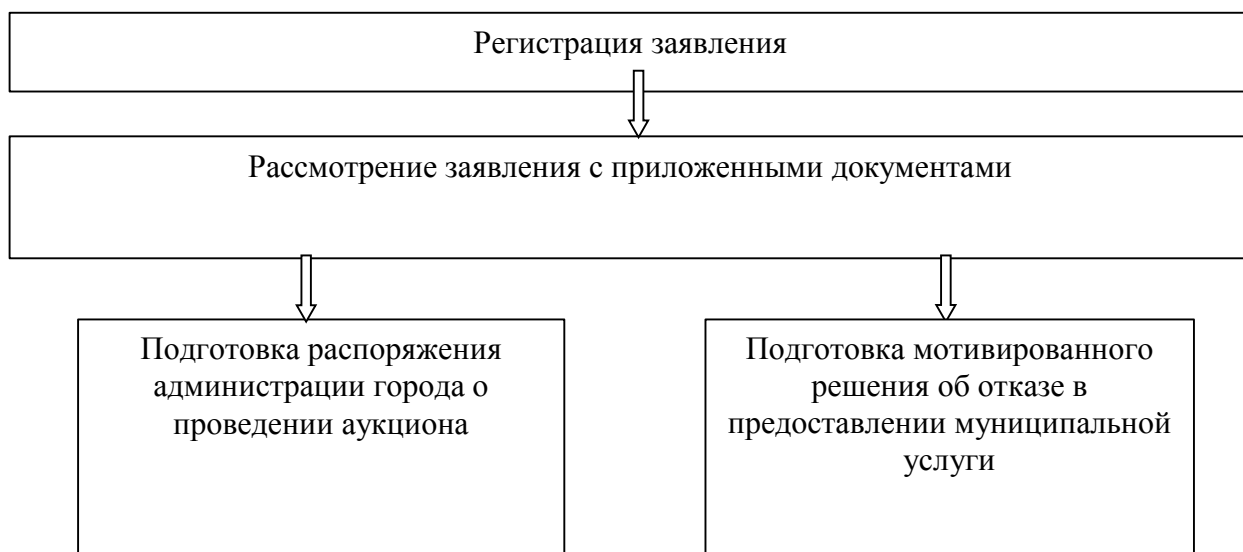 Регистрация заявления
Рассмотрение заявления с приложенными документами
Подготовка распоряжения
администрации города о
проведении аукциона
Подготовка мотивированного
решения об отказе в
предоставлении муниципальной
услуги